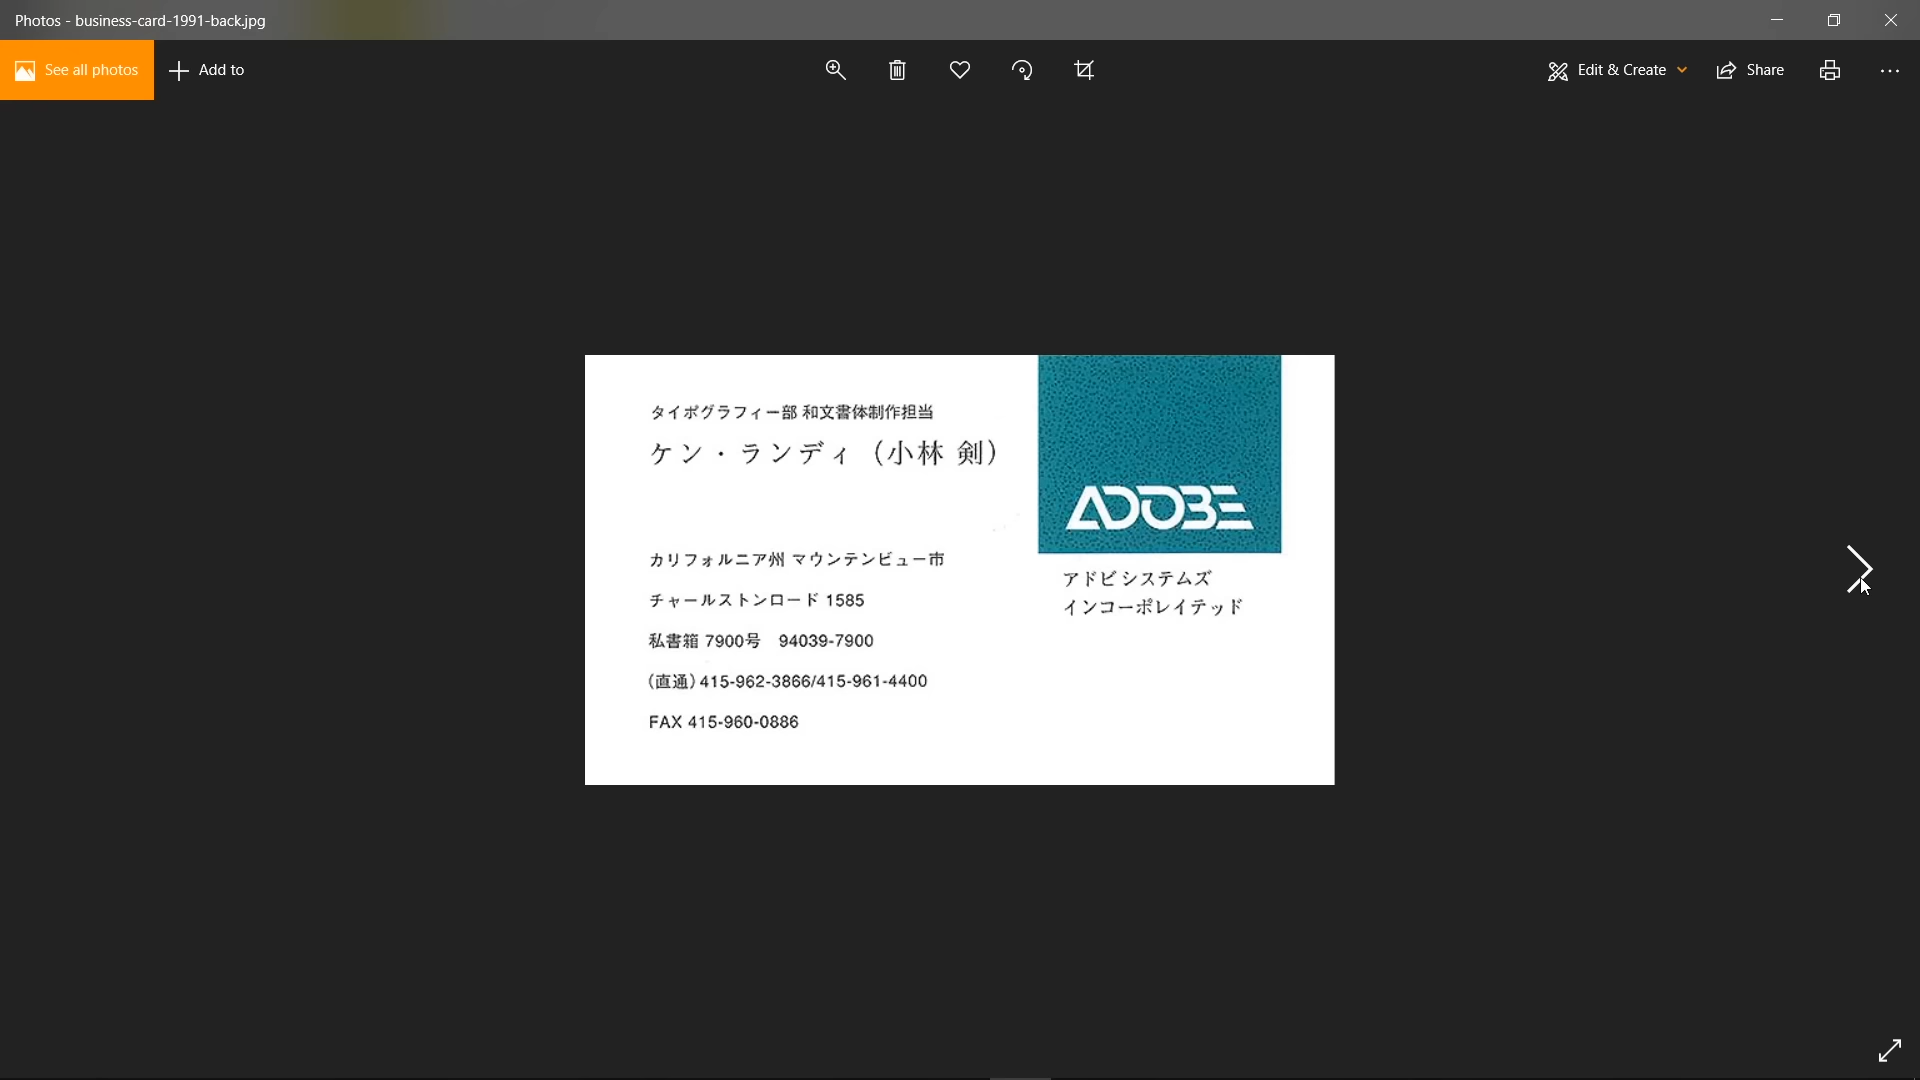 Photos - business-card-1991-back.jpg
See all photos
Add to
Edit & Create
Share
タイポグラフィー部 和文書体制作担当
ケン・ランディ（小林 剣）
ADOBE
アドビ システムズ
インコーポレイテッド
カリフォルニア州 マウンテンビュー市
チャールストンロード 1585
私書箱 7900号　94039-7900
(直通) 415-962-3866/415-961-4400
FAX 415-960-0886